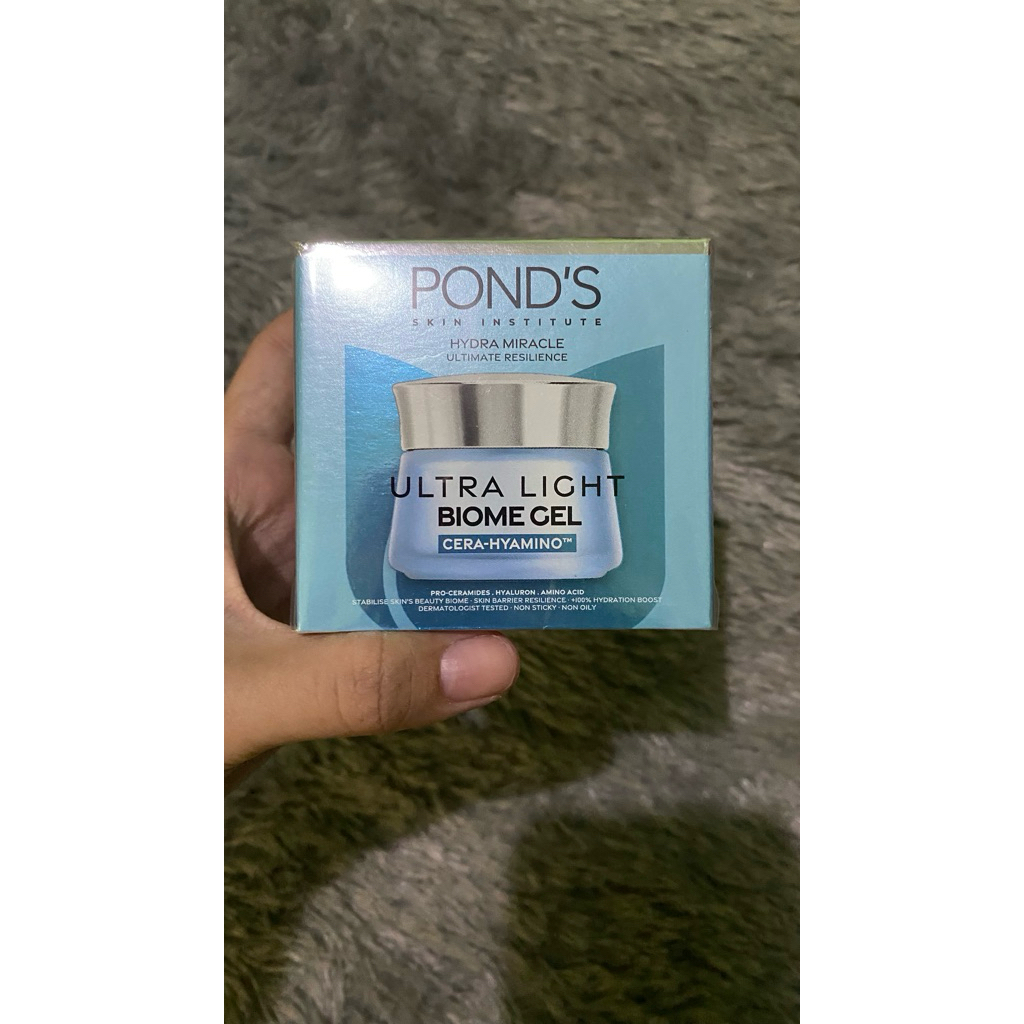 POND'S
SKIN INSTITUTE
HYDRA MIRACLE
ULTIMATE RESILIENCE
ULTRA LIGHT
BIOME GEL
CERA-HYAMINO™
PRO-CERAMIDES . HYALURON . AMINO ACID
STABILISE SKIN'S BEAUTY BIOME · SKIN BARRIER RESILIENCE · +100% HYDRATION BOOST
DERMATOLOGIST TESTED · NON STICKY · NON OILY